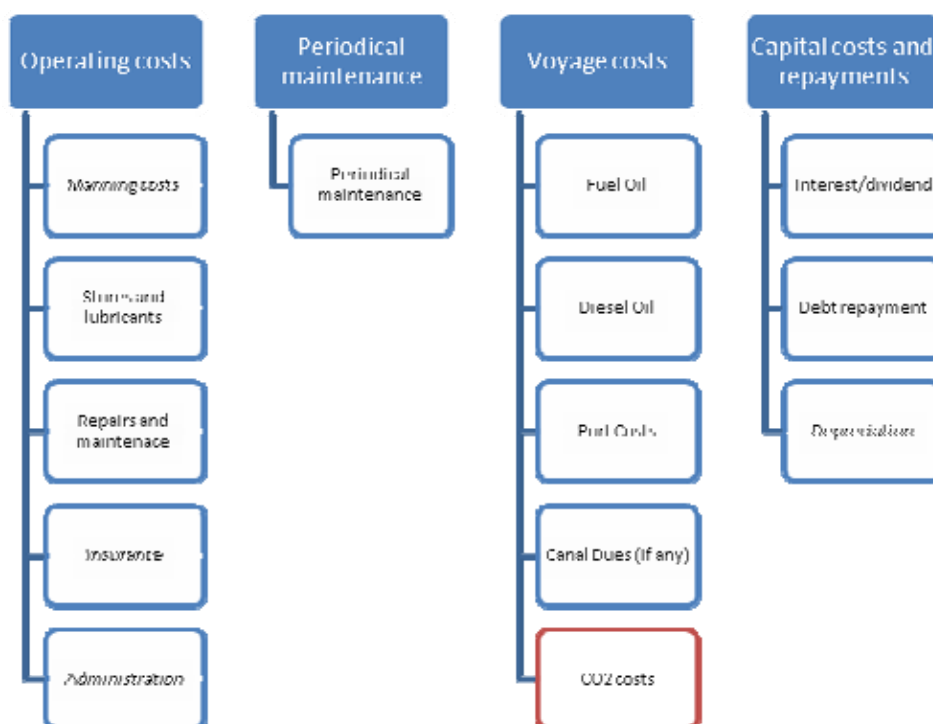 Operating costs
Manning costs
Stores and
lubricants
Repairs and
maintenace
Insurance
Administration
Periodical
maintenance
Periodical
maintenance
Voyage costs
Fuel Oil
Diesel Oil
Port Costs
Canal Dues (If any)
CO2 costs
Capital costs and
repayments
Interest/dividend
Debt repayment
Depreciation